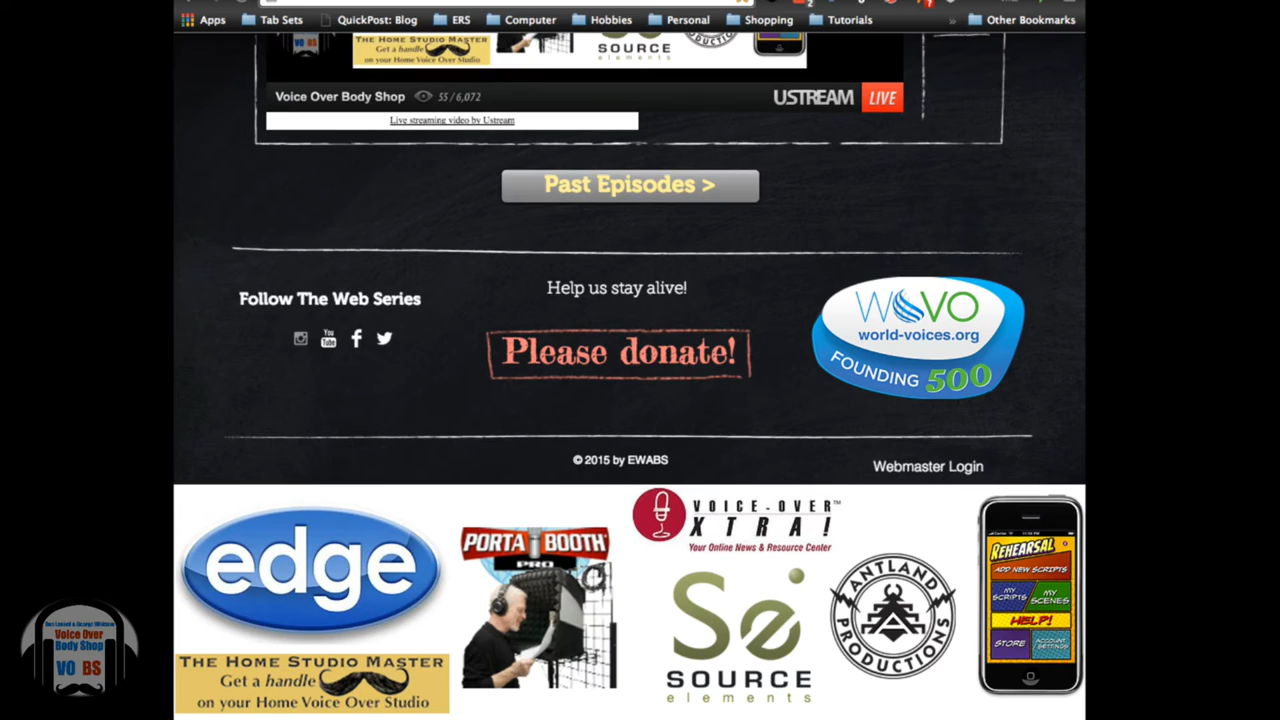 Apps Tab Sets QuickPost: Blog ERS Computer Hobbies Personal Shopping Tutorials » Other Bookmarks
THE HOME STUDIO MASTER
Get a handle
on your Home Voice Over Studio
SOURCE
elements
Voice Over Body Shop 55 / 6,072
USTREAM LIVE
Live streaming video by Ustream
Past Episodes >
Follow The Web Series
You Tube
Help us stay alive!
Please donate!
WOVO
world-voices.org
FOUNDING 500
© 2015 by EWABS
Webmaster Login
edge
THE HOME STUDIO MASTER
Get a handle
on your Home Voice Over Studio
PORTABOOTH
PRO
VOICE-OVER
XTRA!
Your Online News & Resource Center
Se
SOURCE
elements
ANTLAND
PRODUCTIONS
REHEARSAL
ADD NEW SCRIPTS
MY SCRIPTS
MY SCENES
HELP!
STORE
ACCOUNT SETTINGS
Voice Over
Body Shop
VO BS